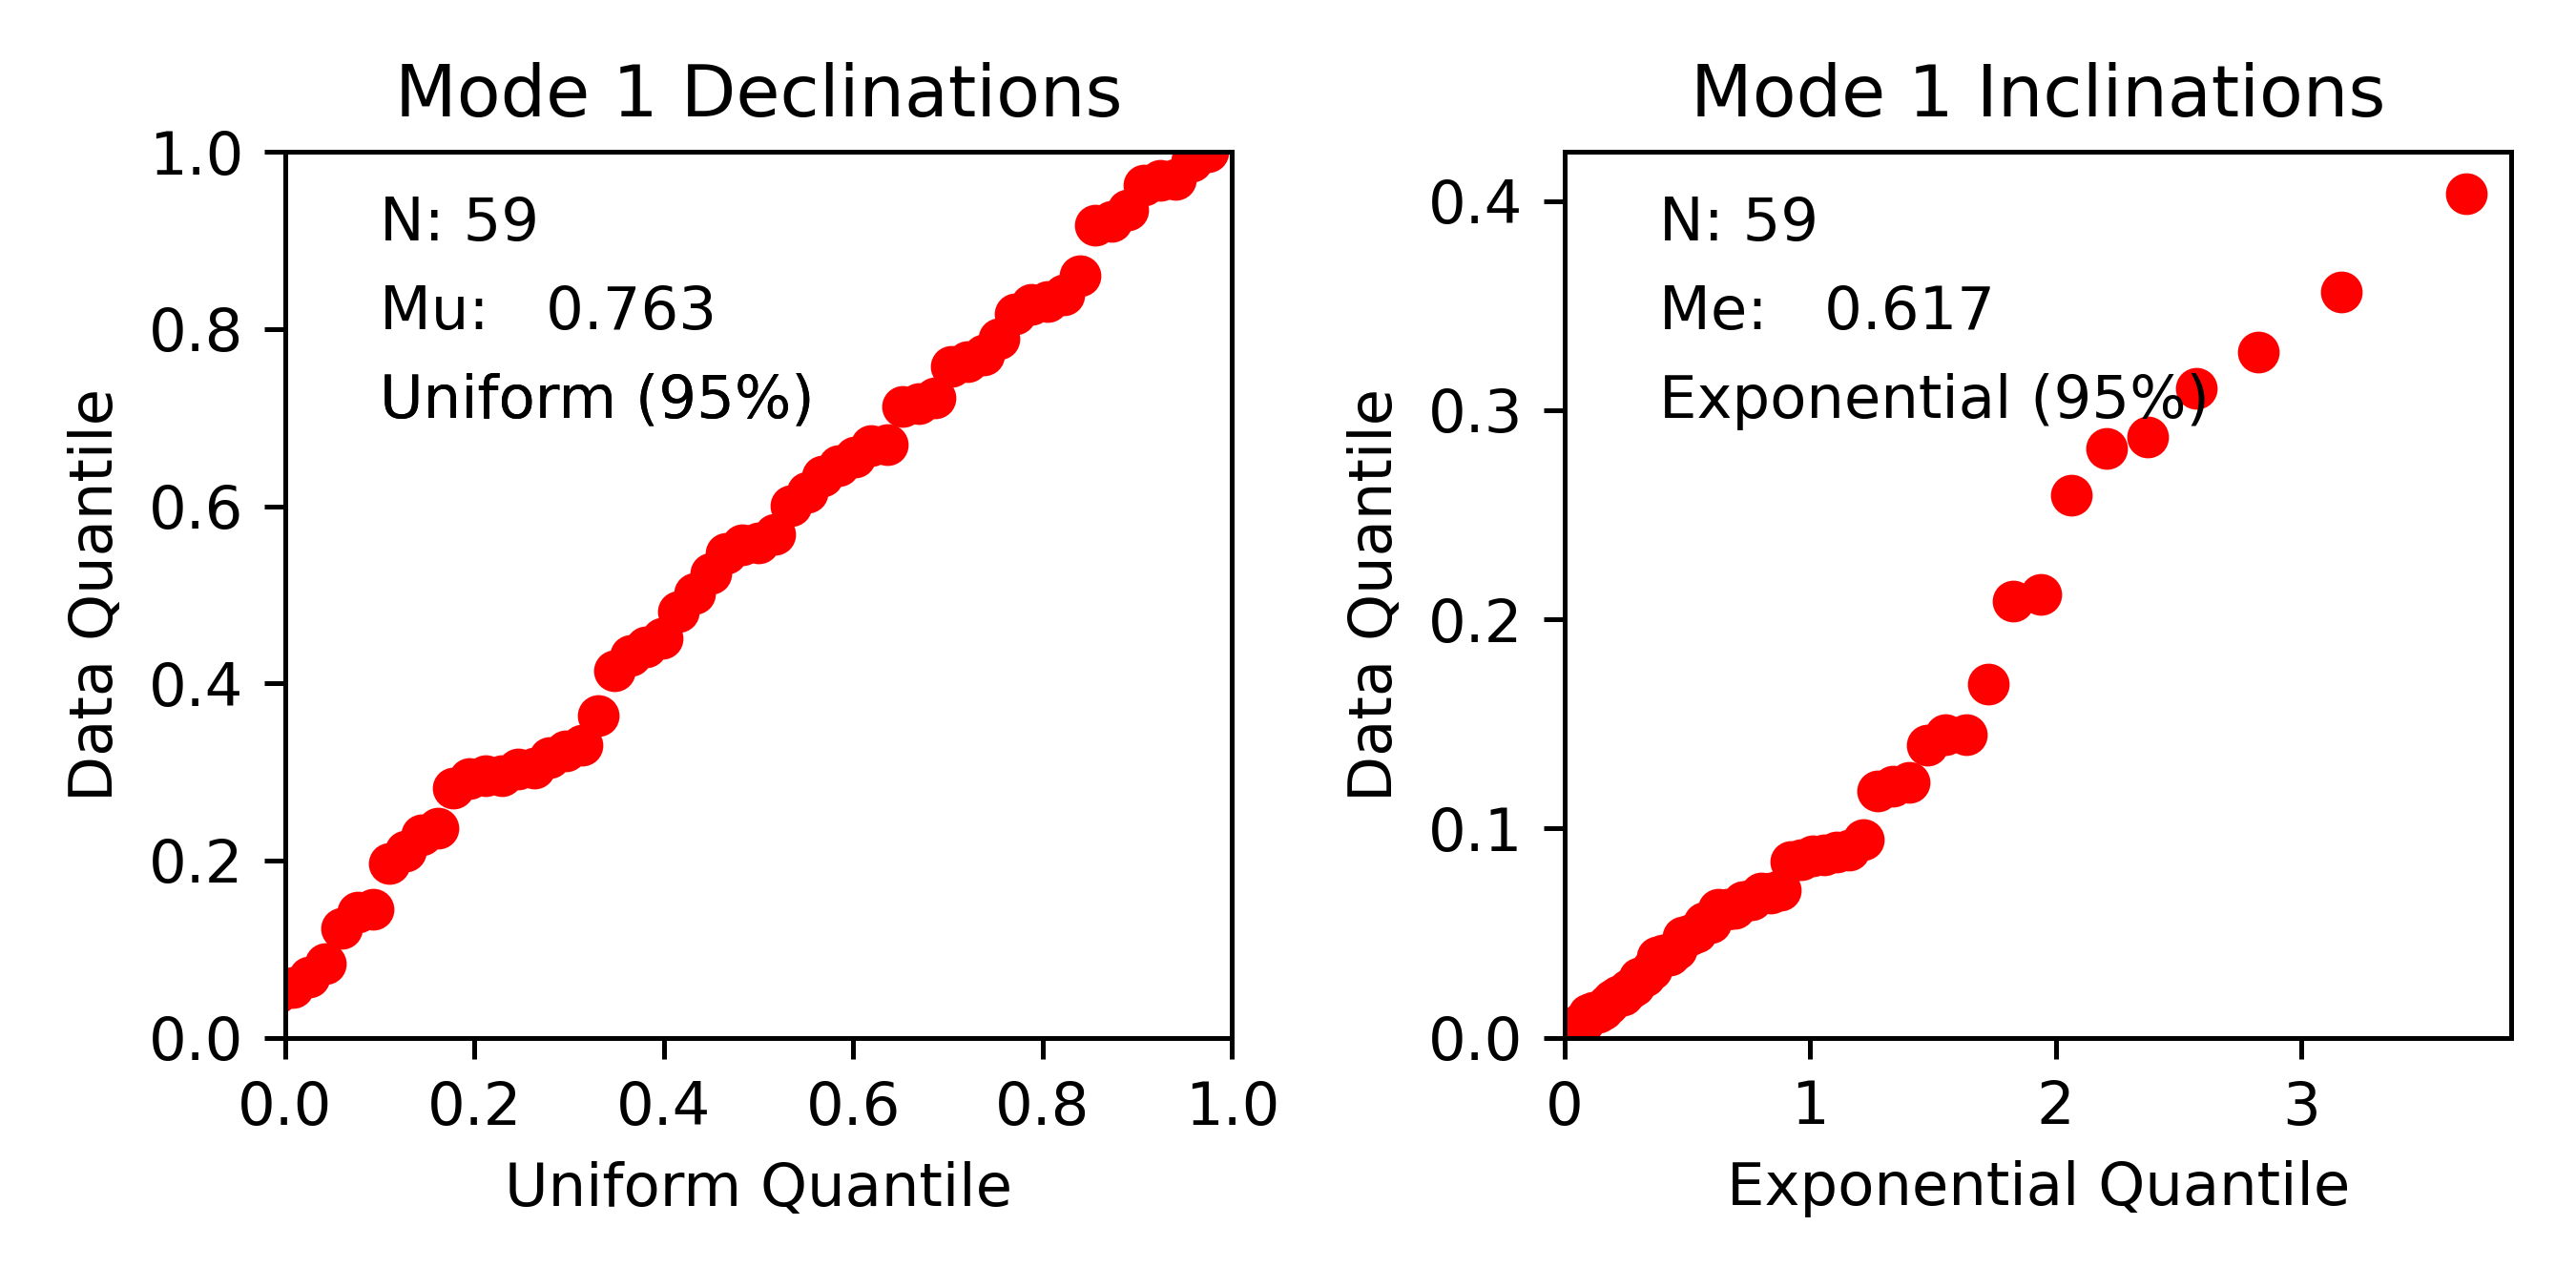 Mode 1 Declinations
1.0
0.8
0.6
0.4
0.2
0.0
Data Quantile
N: 59
Mu: 0.763
Uniform (95%)
0.0 0.2 0.4 0.6 0.8 1.0
Uniform Quantile
Mode 1 Inclinations
0.4
0.3
0.2
0.1
0.0
Data Quantile
N: 59
Me: 0.617
Exponential (95%)
0 1 2 3
Exponential Quantile